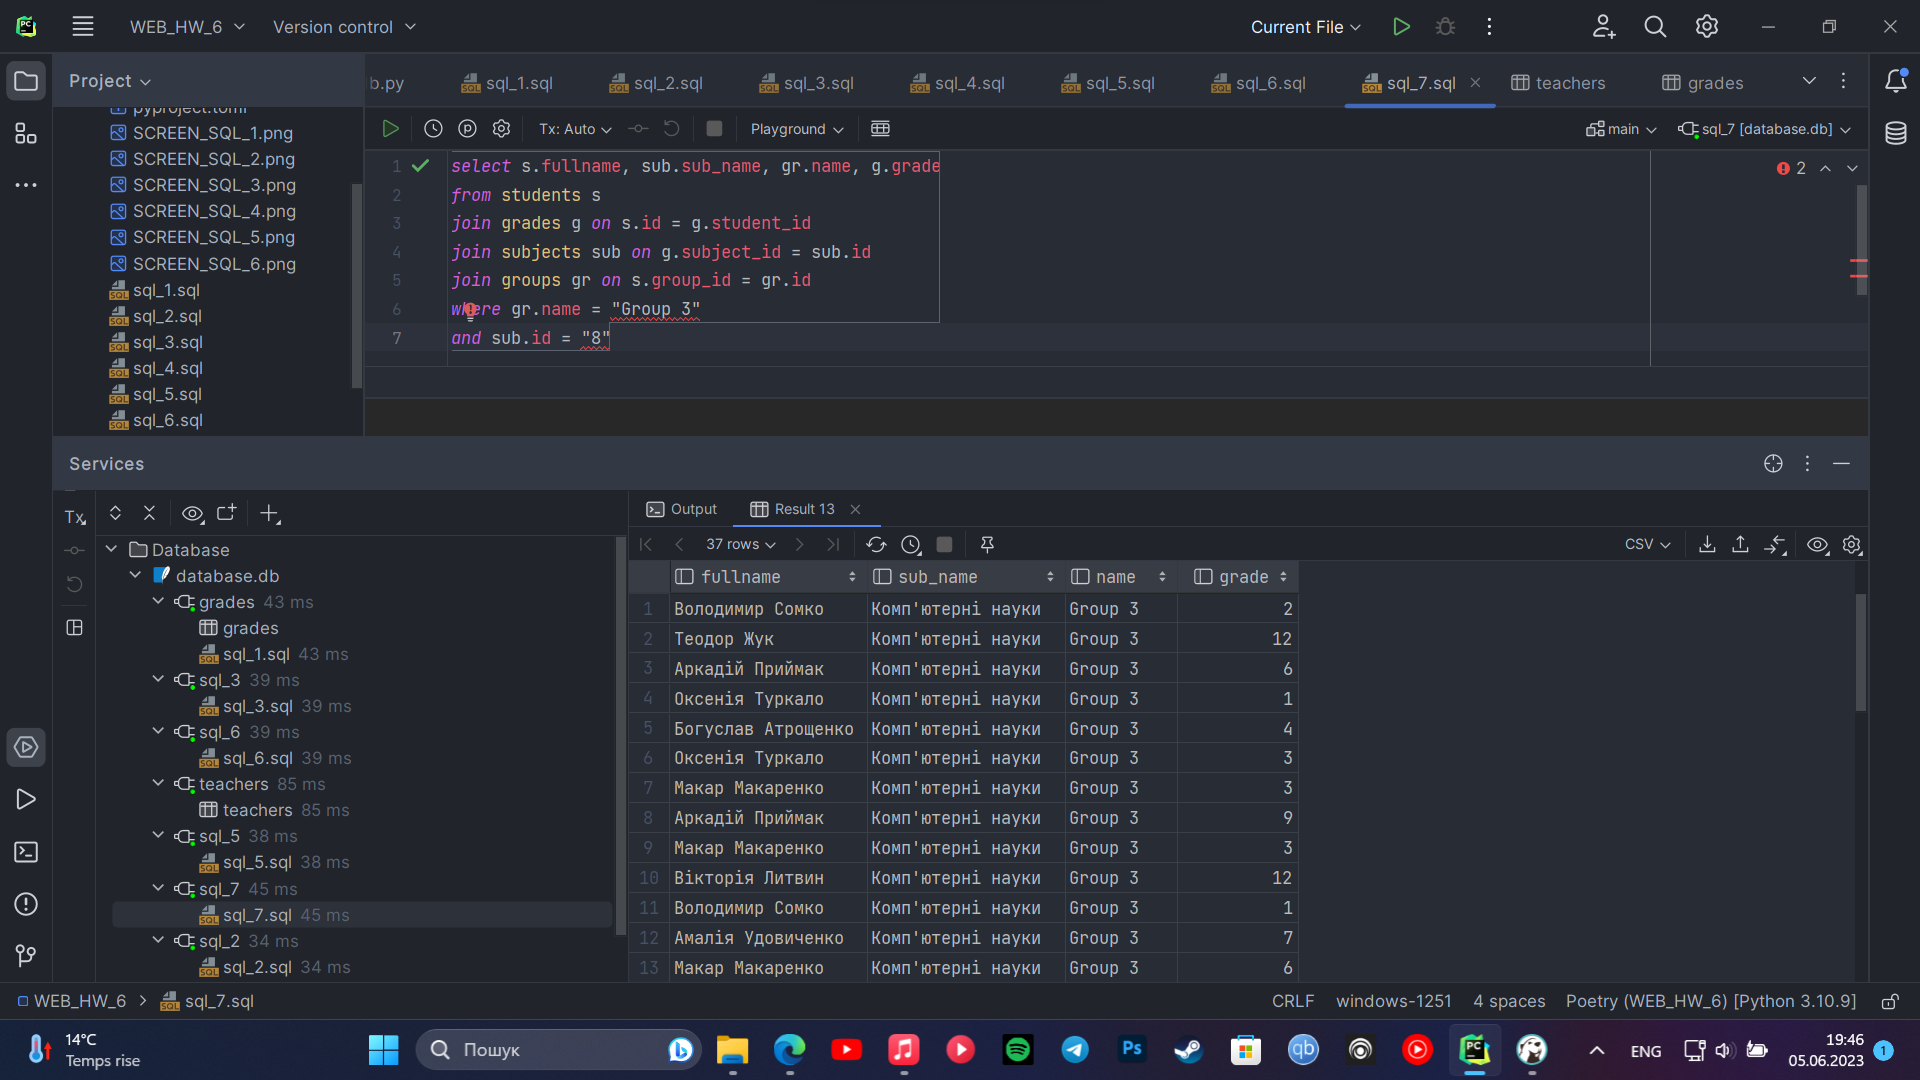 WEB_HW_6
Version control
Current File
Project
b.py
sql_1.sql
sql_2.sql
sql_3.sql
sql_4.sql
sql_5.sql
sql_6.sql
sql_7.sql
teachers
grades
pyproject.toml
SCREEN_SQL_1.png
SCREEN_SQL_2.png
SCREEN_SQL_3.png
SCREEN_SQL_4.png
SCREEN_SQL_5.png
SCREEN_SQL_6.png
sql_1.sql
sql_2.sql
sql_3.sql
sql_4.sql
sql_5.sql
sql_6.sql
Tx: Auto
Playground
main
sql_7 [database.db]
1 select s.fullname, sub.sub_name, gr.name, g.grade
2 from students s
3 join grades g on s.id = g.student_id
4 join subjects sub on g.subject_id = sub.id
5 join groups gr on s.group_id = gr.id
6 where gr.name = "Group 3"
7 and sub.id = "8"
2
Services
Tx
Database
database.db
grades 43 ms
grades
sql_1.sql 43 ms
sql_3 39 ms
sql_3.sql 39 ms
sql_6 39 ms
sql_6.sql 39 ms
teachers 85 ms
teachers 85 ms
sql_5 38 ms
sql_5.sql 38 ms
sql_7 45 ms
sql_7.sql 45 ms
sql_2 34 ms
sql_2.sql 34 ms
Output
Result 13
37 rows
CSV
fullname sub_name name grade
1 Володимир Сомко Комп'ютерні науки Group 3 2
2 Теодор Жук Комп'ютерні науки Group 3 12
3 Аркадій Приймак Комп'ютерні науки Group 3 6
4 Оксенія Туркало Комп'ютерні науки Group 3 1
5 Богуслав Атрощенко Комп'ютерні науки Group 3 4
6 Оксенія Туркало Комп'ютерні науки Group 3 3
7 Макар Макаренко Комп'ютерні науки Group 3 3
8 Аркадій Приймак Комп'ютерні науки Group 3 9
9 Макар Макаренко Комп'ютерні науки Group 3 3
10 Вікторія Литвин Комп'ютерні науки Group 3 12
11 Володимир Сомко Комп'ютерні науки Group 3 1
12 Амалія Удовиченко Комп'ютерні науки Group 3 7
13 Макар Макаренко Комп'ютерні науки Group 3 6
WEB_HW_6 > sql_7.sql
CRLF
windows-1251
4 spaces
Poetry (WEB_HW_6) [Python 3.10.9]
14°C
Temps rise
Пошук
Ps
qb
PC
ENG
19:46
05.06.2023
1